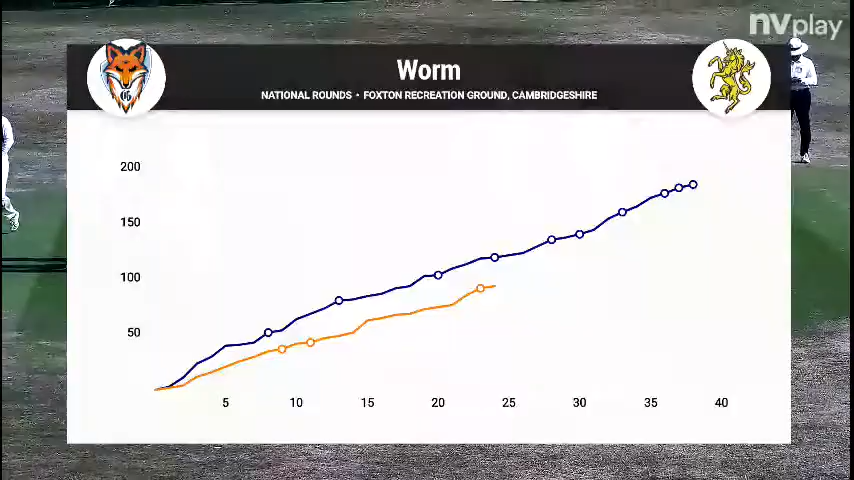 nvplay
Worm
NATIONAL ROUNDS • FOXTON RECREATION GROUND, CAMBRIDGESHIRE
200
150
100
50
5 10 15 20 25 30 35 40